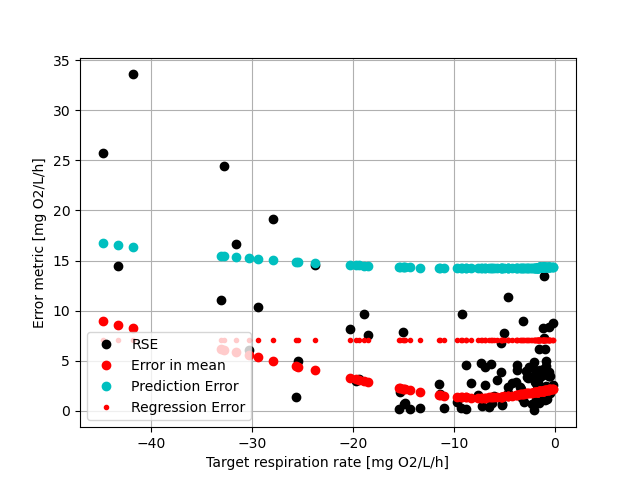 35
30
25
20
15
10
5
0
Error metric [mg O2/L/h]
RSE
Error in mean
Prediction Error
Regression Error
−40
−30
−20
−10
0
Target respiration rate [mg O2/L/h]